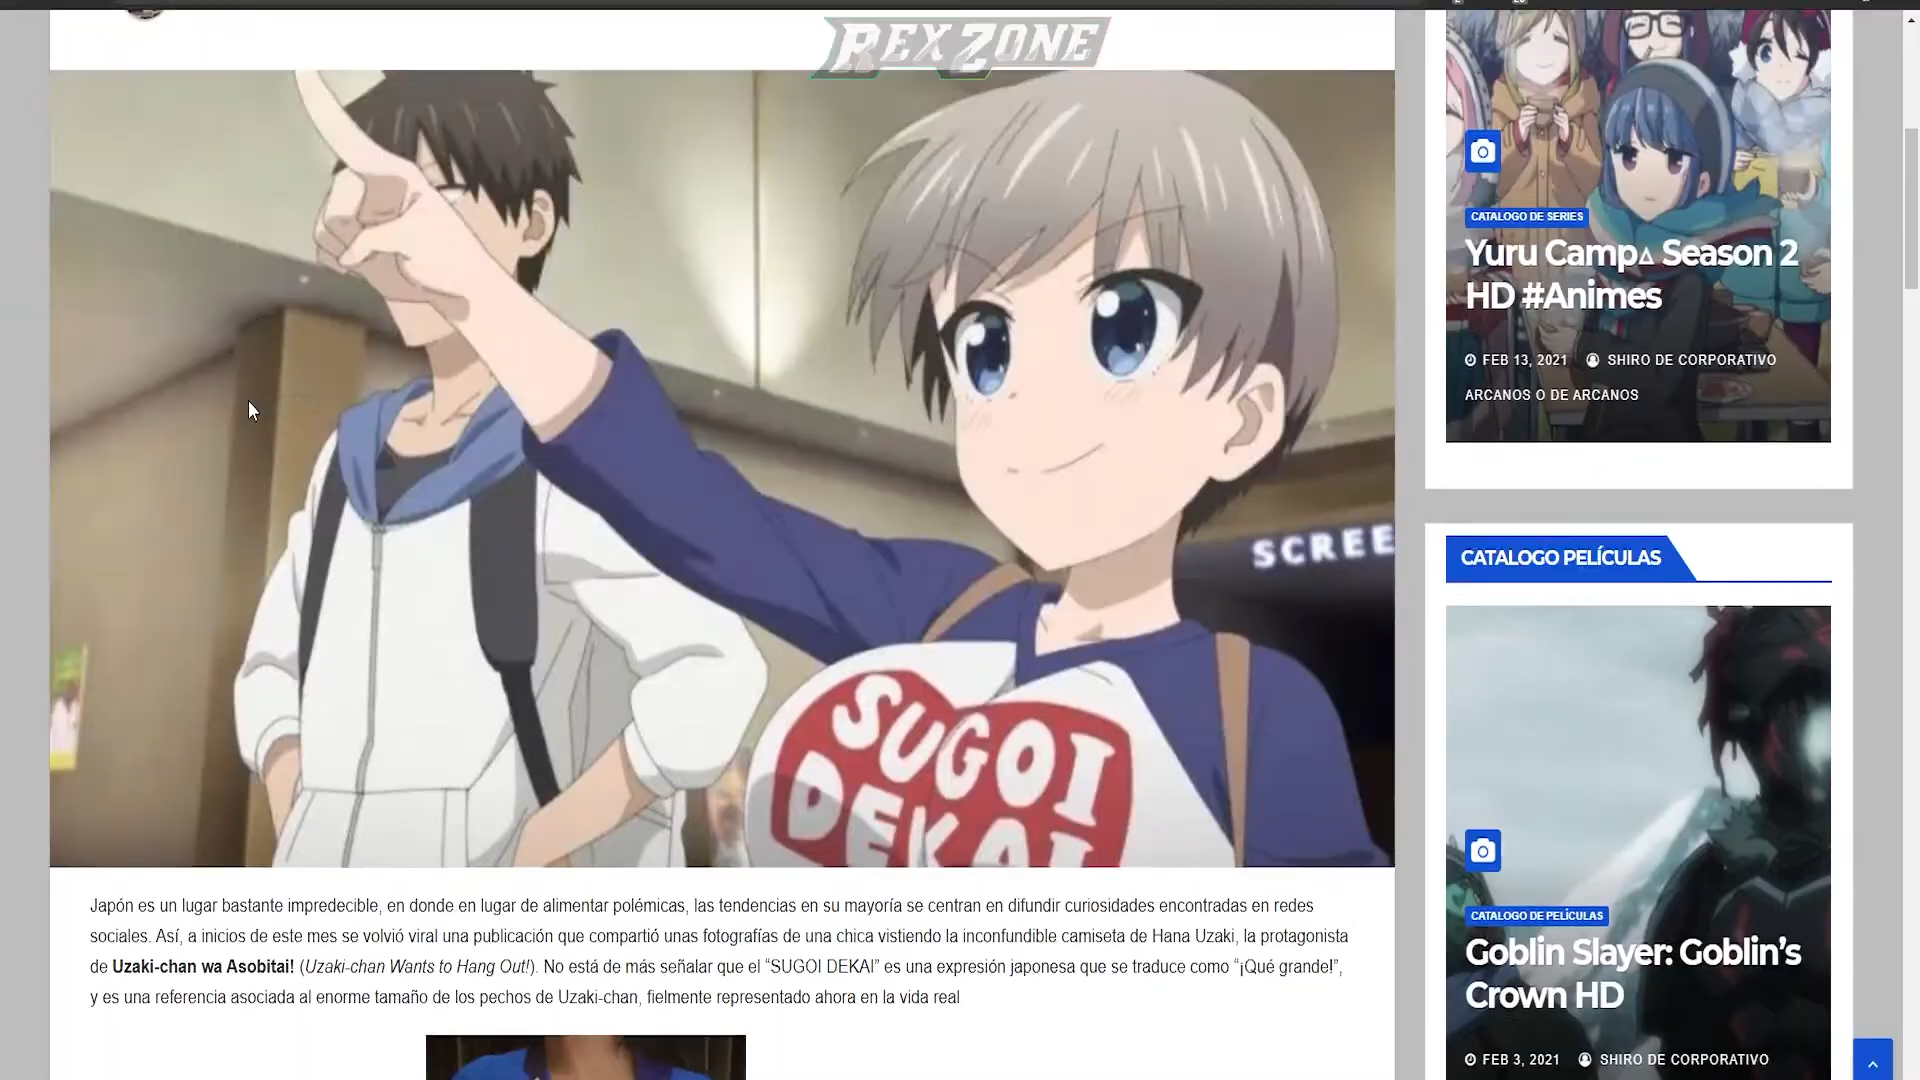 REX ZONE
SCREE
SUGOI
DEKAI
Japón es un lugar bastante impredecible, en donde en lugar de alimentar polémicas, las tendencias en su mayoría se centran en difundir curiosidades encontradas en redes
sociales. Así, a inicios de este mes se volvió viral una publicación que compartió unas fotografías de una chica vistiendo la inconfundible camiseta de Hana Uzaki, la protagonista
de Uzaki-chan wa Asobitai! (Uzaki-chan Wants to Hang Out!). No está de más señalar que el “SUGOI DEKAI” es una expresión japonesa que se traduce como “¡Qué grande!”,
y es una referencia asociada al enorme tamaño de los pechos de Uzaki-chan, fielmente representado ahora en la vida real
CATALOGO DE SERIES
Yuru Camp△ Season 2
HD #Animes
FEB 13, 2021 SHIRO DE CORPORATIVO
ARCANOS O DE ARCANOS
CATALOGO PELÍCULAS
CATALOGO DE PELÍCULAS
Goblin Slayer: Goblin’s
Crown HD
FEB 3, 2021 SHIRO DE CORPORATIVO